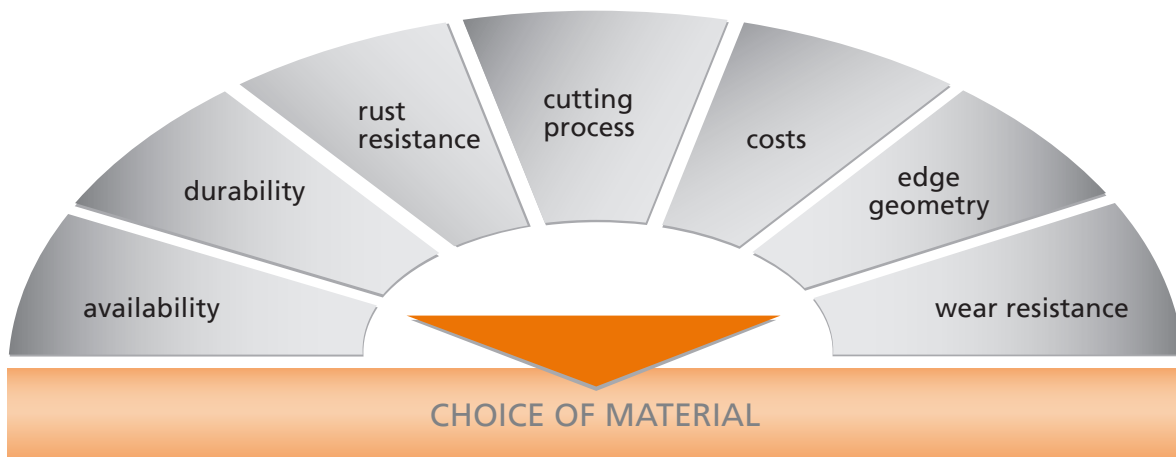 availability
durability
rust
resistance
cutting
process
costs
edge
geometry
wear resistance
CHOICE OF MATERIAL